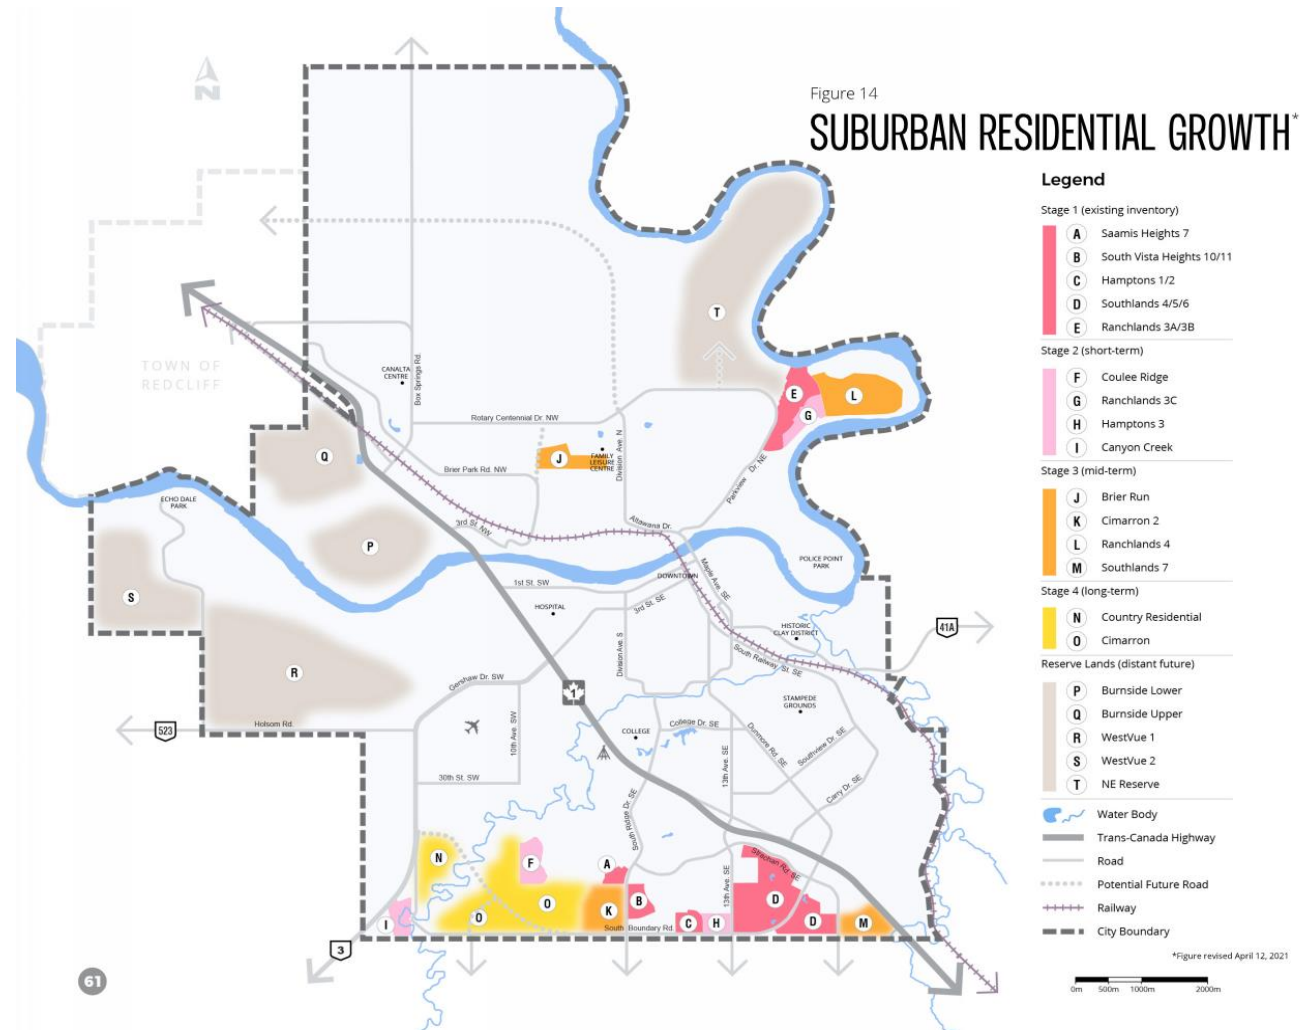 Figure 14
SUBURBAN RESIDENTIAL GROWTH*
N
Legend
Stage 1 (existing inventory)
A Saamis Heights 7
B South Vista Heights 10/11
C Hamptons 1/2
D Southlands 4/5/6
E Ranchlands 3A/3B
Stage 2 (short-term)
F Coulee Ridge
G Ranchlands 3C
H Hamptons 3
I Canyon Creek
Stage 3 (mid-term)
J Brier Run
K Cimarron 2
L Ranchlands 4
M Southlands 7
Stage 4 (long-term)
N Country Residential
O Cimarron
Reserve Lands (distant future)
P Burnside Lower
Q Burnside Upper
R WestVue 1
S WestVue 2
T NE Reserve
Water Body
Trans-Canada Highway
Road
Potential Future Road
Railway
City Boundary
*Figure revised April 12, 2021
0m 500m 1000m 2000m
TOWN OF
REDCLIFF
CANALTA
CENTRE
Box Springs Rd.
T
E
L
G
Rotary Centennial Dr. NW
Q
J
FAMILY
LEISURE
CENTRE
Division Ave. N
Brier Park Rd. NW
Parkview Dr. NE
ECHO DALE
PARK
3rd St. NW
Altawana Dr.
P
POLICE POINT
PARK
DOWNTOWN
Maple Ave. SE
1st St. SW
S
HOSPITAL
3rd St. SE
HISTORIC
CLAY DISTRICT
41A
Division Ave. S
South Railway St. SE
R
Gershaw Dr. SW
1
STAMPEDE
GROUNDS
Holsom Rd.
523
10th Ave. SW
COLLEGE
College Dr. SE
Dunmore Rd. SE
Southview Dr. SE
30th St. SW
13th Ave. SE
Carry Dr. SE
South Ridge Dr. SE
N
F
A
Strachan Rd. SE
13th Ave. SE
O
O
K
B
D
I
C
H
D
M
South Boundary Rd.
3
61